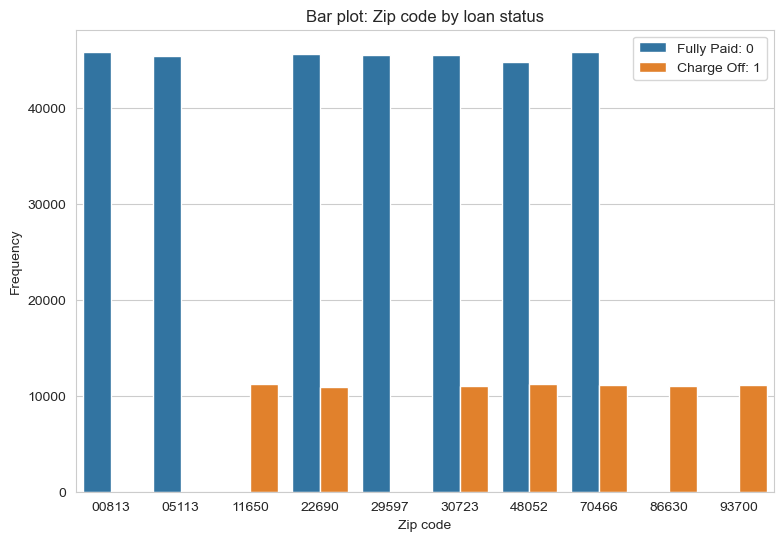 Bar plot: Zip code by loan status
Fully Paid: 0
Charge Off: 1
Frequency
40000
30000
20000
10000
0
00813 05113 11650 22690 29597 30723 48052 70466 86630 93700
Zip code